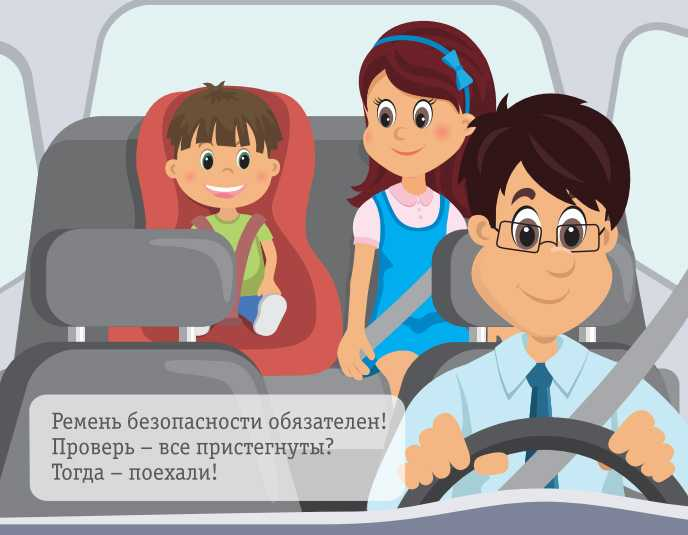 Ремень безопасности обязателен!
Проверь – все пристегнуты?
Тогда – поехали!